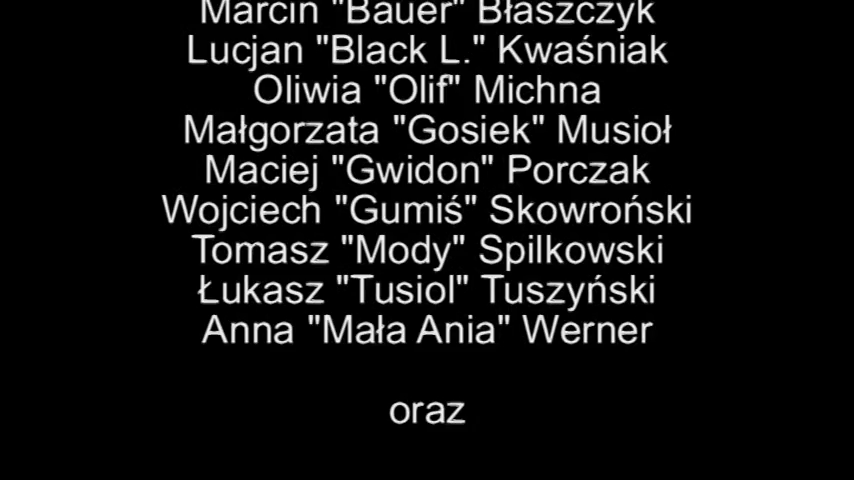 Marcin "Bauer" Błaszczyk
Lucjan "Black L." Kwaśniak
Oliwia "Olif" Michna
Małgorzata "Gosiek" Musioł
Maciej "Gwidon" Porczak
Wojciech "Gumiś" Skowroński
Tomasz "Mody" Spilkowski
Łukasz "Tusiol" Tuszyński
Anna "Mała Ania" Werner
oraz